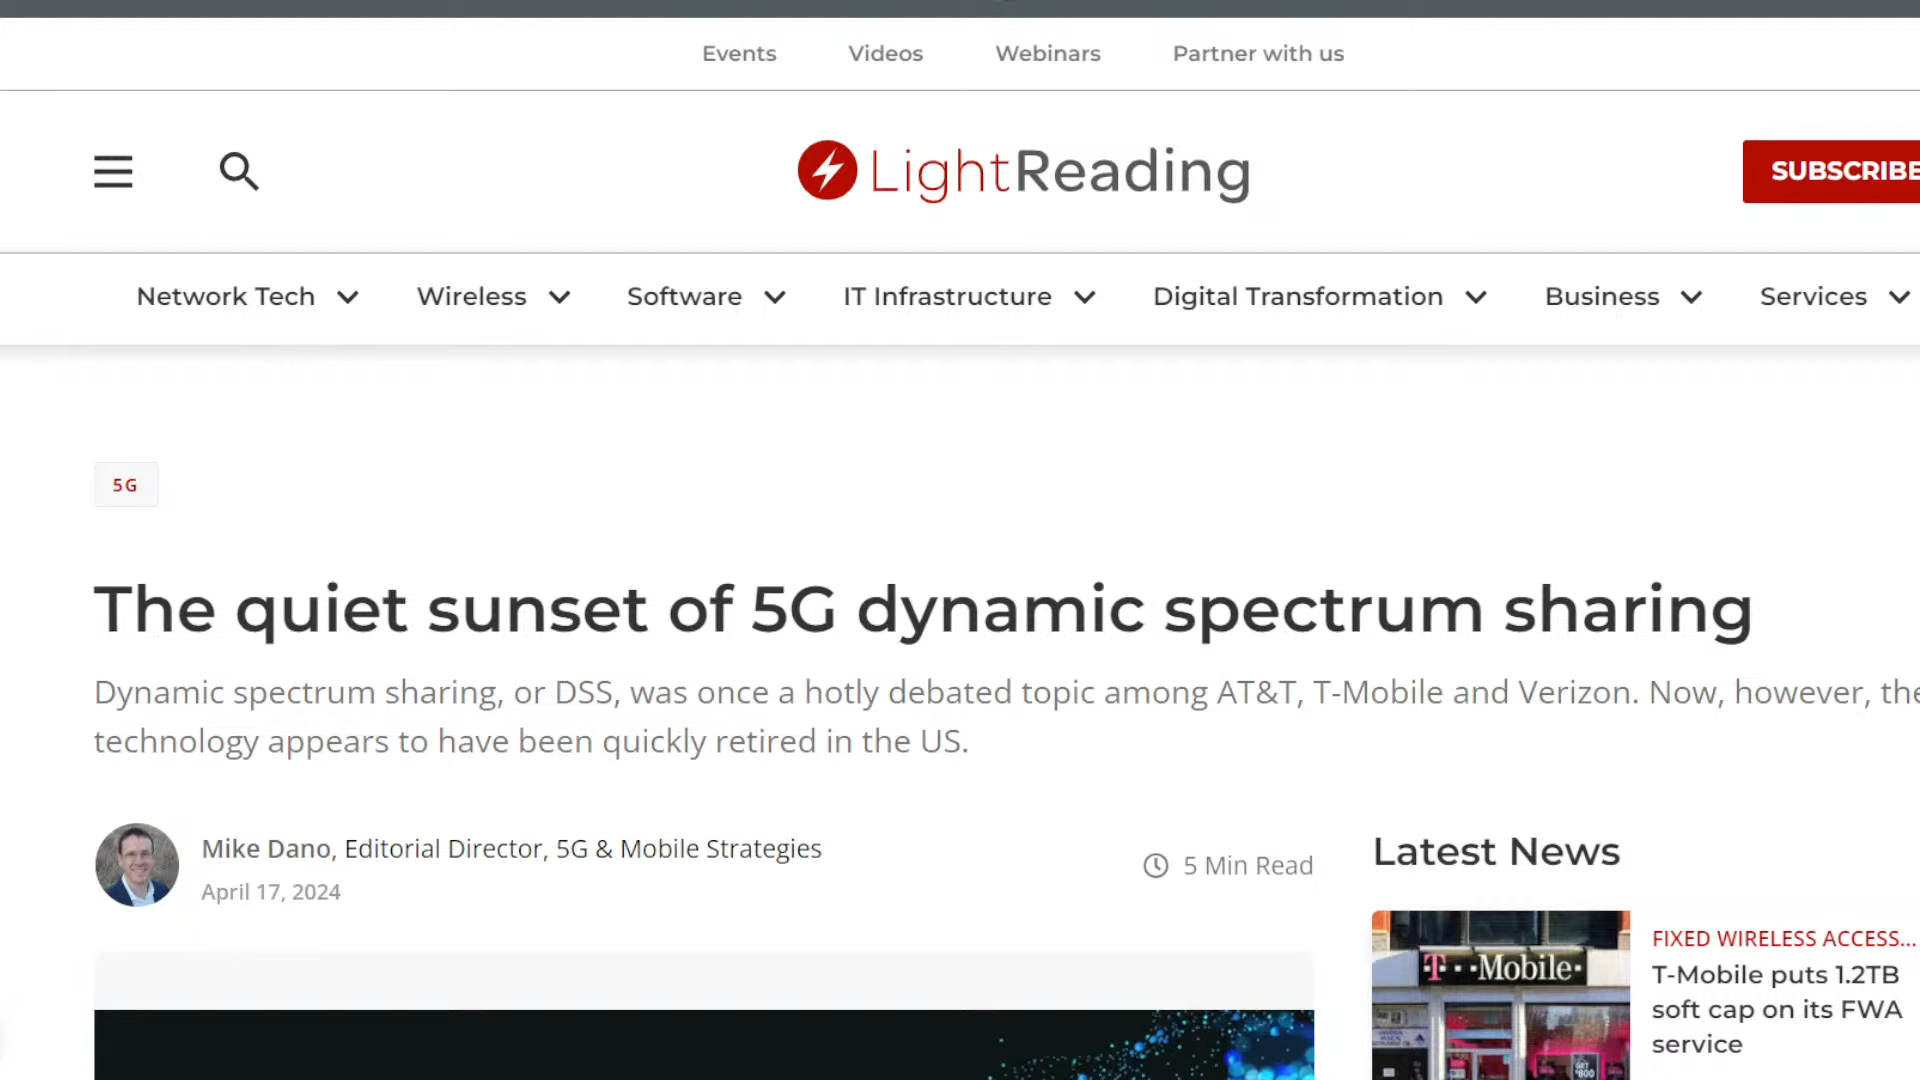 Events Videos Webinars Partner with us
LightReading
SUBSCRIBE
Network Tech Wireless Software IT Infrastructure Digital Transformation Business Services
5G
The quiet sunset of 5G dynamic spectrum sharing
Dynamic spectrum sharing, or DSS, was once a hotly debated topic among AT&T, T-Mobile and Verizon. Now, however, the
technology appears to have been quickly retired in the US.
Mike Dano, Editorial Director, 5G & Mobile Strategies
April 17, 2024
5 Min Read
Latest News
T-Mobile
FIXED WIRELESS ACCESS...
T-Mobile puts 1.2TB
soft cap on its FWA
service